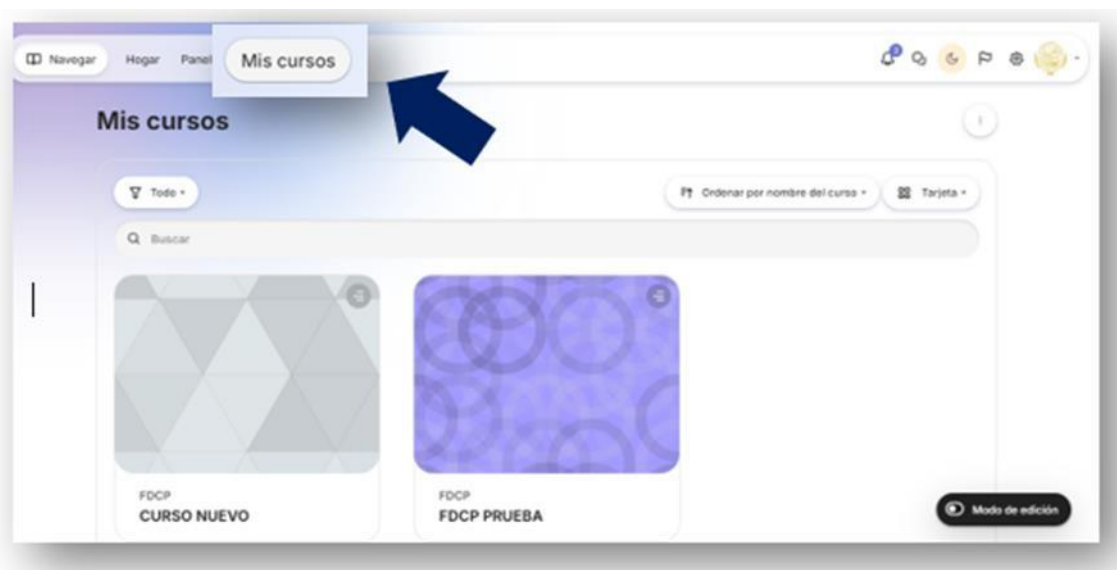 Navegar Hogar Panel Mis cursos
Mis cursos
Todo
Ordenar por nombre del curso Tarjeta
Buscar
FDCP FDCP
CURSO NUEVO FDCP PRUEBA
Modo de edición